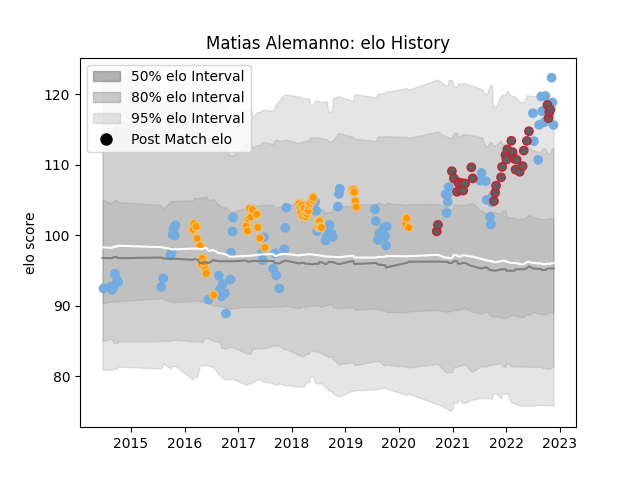 Matias Alemanno: elo History
50% elo Interval
80% elo Interval
95% elo Interval
Post Match elo
elo score
120
110
100
90
80
2015 2016 2017 2018 2019 2020 2021 2022 2023